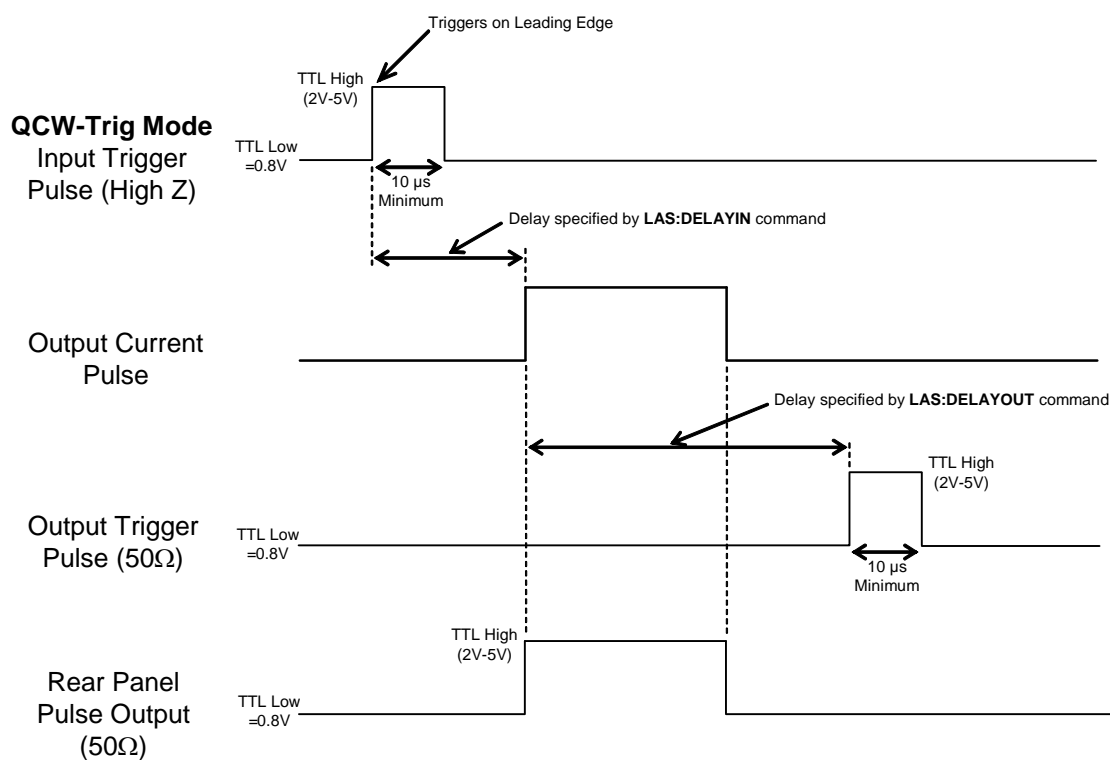 Triggers on Leading Edge
TTL High
(2V-5V)
QCW-Trig Mode
Input Trigger
Pulse (High Z)
TTL Low
=0.8V
10 µs
Minimum
Delay specified by LAS:DELAYIN command
Output Current
Pulse
Delay specified by LAS:DELAYOUT command
TTL High
(2V-5V)
Output Trigger
Pulse (50Ω)
TTL Low
=0.8V
10 µs
Minimum
TTL High
(2V-5V)
Rear Panel
Pulse Output
(50Ω)
TTL Low
=0.8V